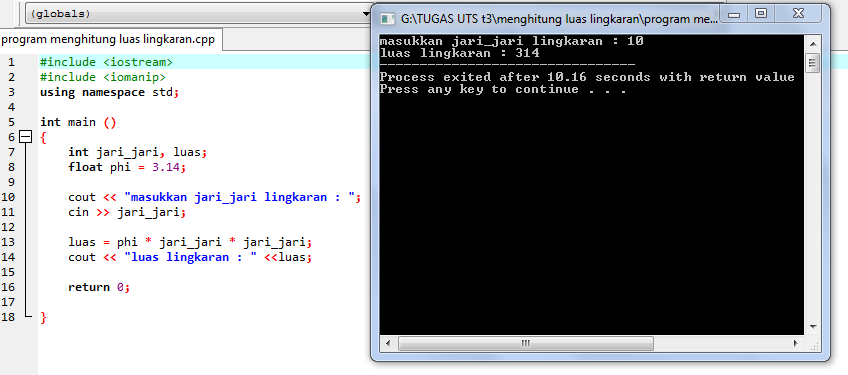 (globals)
program menghitung luas lingkaran.cpp
1 #include <iostream>
2 #include <iomanip>
3 using namespace std;
4
5 int main ()
6 {
7 int jari_jari, luas;
8 float phi = 3.14;
9
10 cout << "masukkan jari_jari lingkaran : ";
11 cin >> jari_jari;
12
13 luas = phi * jari_jari * jari_jari;
14 cout << "luas lingkaran : " <<luas;
15
16 return 0;
17
18 }
G:\TUGAS UTS t3\menghitung luas lingkaran\program me...
masukkan jari_jari lingkaran : 10
luas lingkaran : 314
--------------------------------
Process exited after 10.16 seconds with return value
Press any key to continue . . .